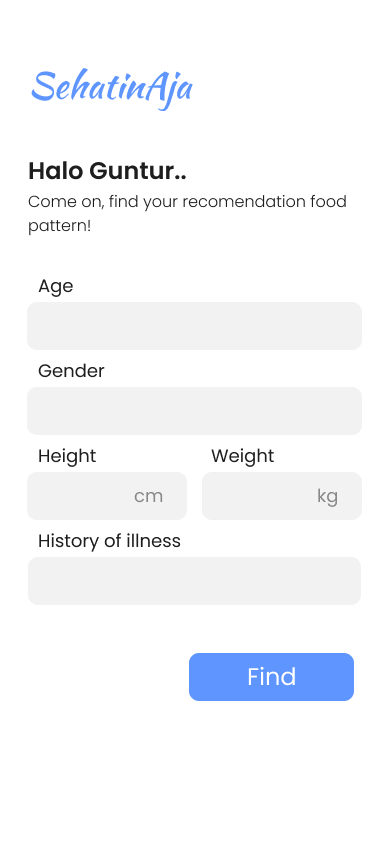 SehatinAja
Halo Guntur..
Come on, find your recomendation food
pattern!
Age
Gender
Height Weight
cm kg
History of illness
Find